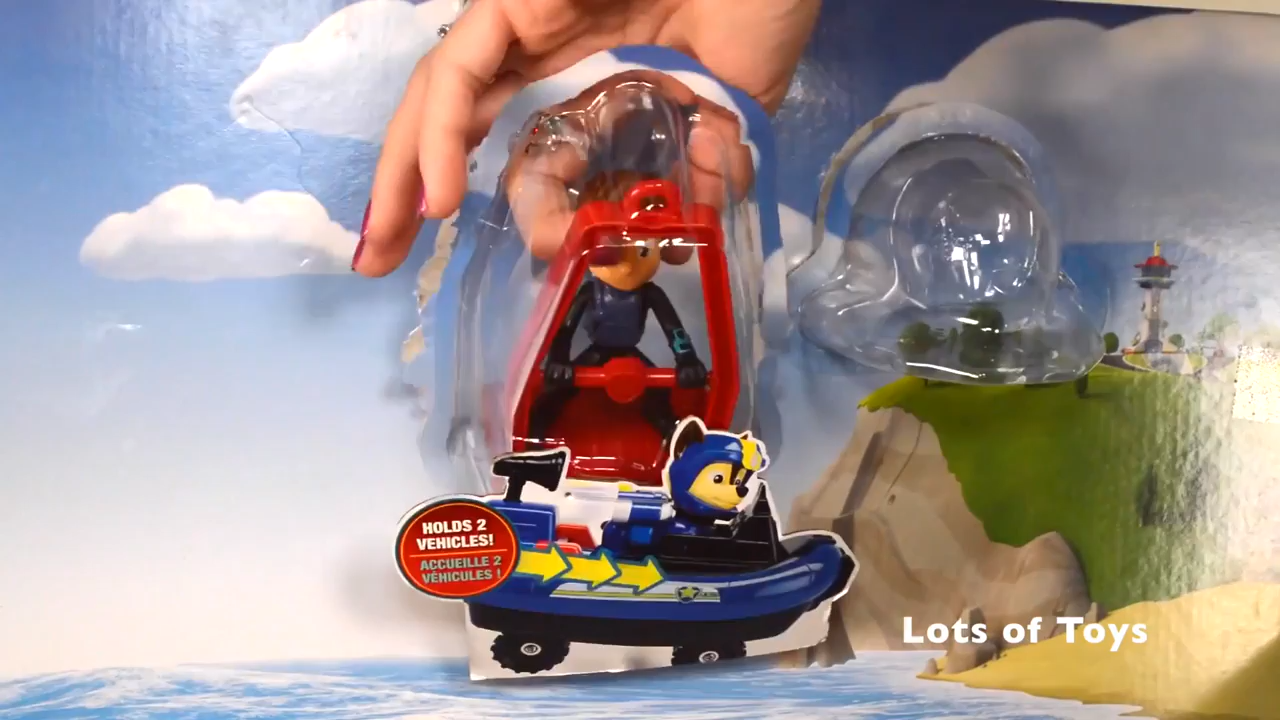 HOLDS 2
VEHICLES!
ACCUEILLE 2
VÉHICULES !
Lots of Toys